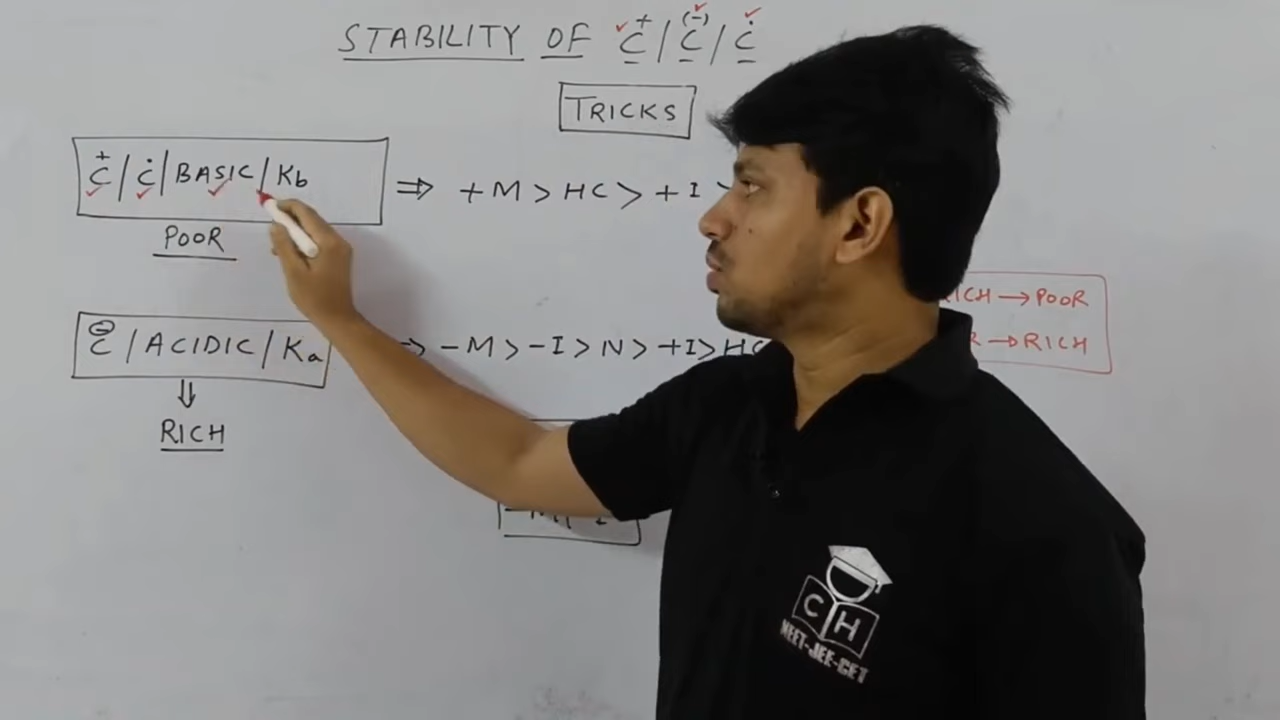 STABILITY OF C⁺ / C⁽⁻⁾ / Ċ
TRICKS
C⁺ / Ċ / BASIC / Kb ⇒ +M > HC > +I >
POOR
RICH → POOR
→ RICH
C⊖ / ACIDIC / Ka ⇒ -M > -I > N > +I > HC
⇓
RICH
CH
NEET-JEE-CET